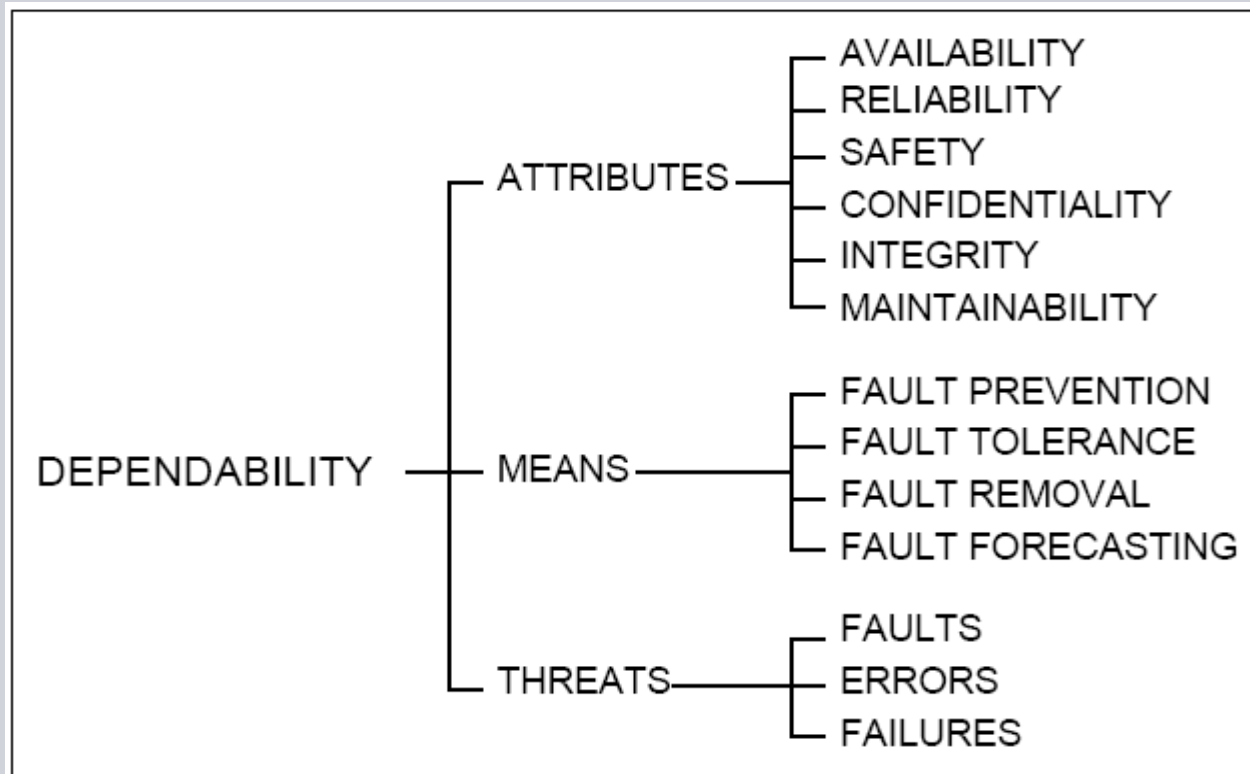 DEPENDABILITY
ATTRIBUTES
AVAILABILITY
RELIABILITY
SAFETY
CONFIDENTIALITY
INTEGRITY
MAINTAINABILITY
MEANS
FAULT PREVENTION
FAULT TOLERANCE
FAULT REMOVAL
FAULT FORECASTING
THREATS
FAULTS
ERRORS
FAILURES